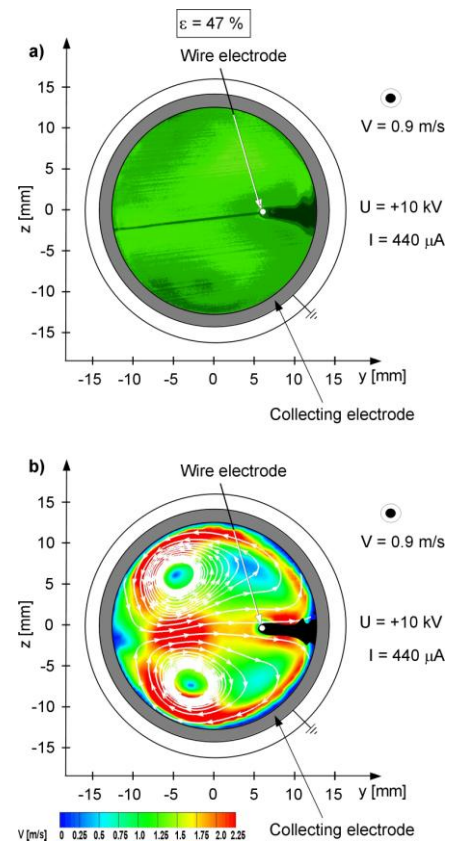 ε = 47 %
a)
Wire electrode
V = 0.9 m/s
U = +10 kV
I = 440 µA
z [mm]
15
10
5
0
-5
-10
-15
-15 -10 -5 0 5 10 15
y [mm]
Collecting electrode
b)
Wire electrode
V = 0.9 m/s
U = +10 kV
I = 440 µA
z [mm]
15
10
5
0
-5
-10
-15
-15 -10 -5 0 5 10 15
y [mm]
Collecting electrode
V [m/s]
0 0.25 0.5 0.75 1.0 1.25 1.5 1.75 2.0 2.25